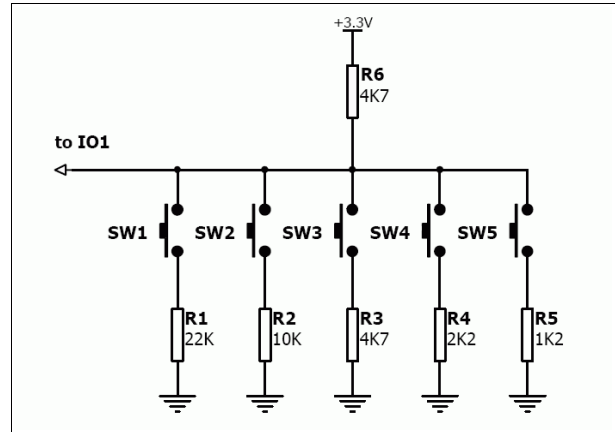 +3.3V
R6
4K7
to IO1
SW1
SW2
SW3
SW4
SW5
R1
22K
R2
10K
R3
4K7
R4
2K2
R5
1K2